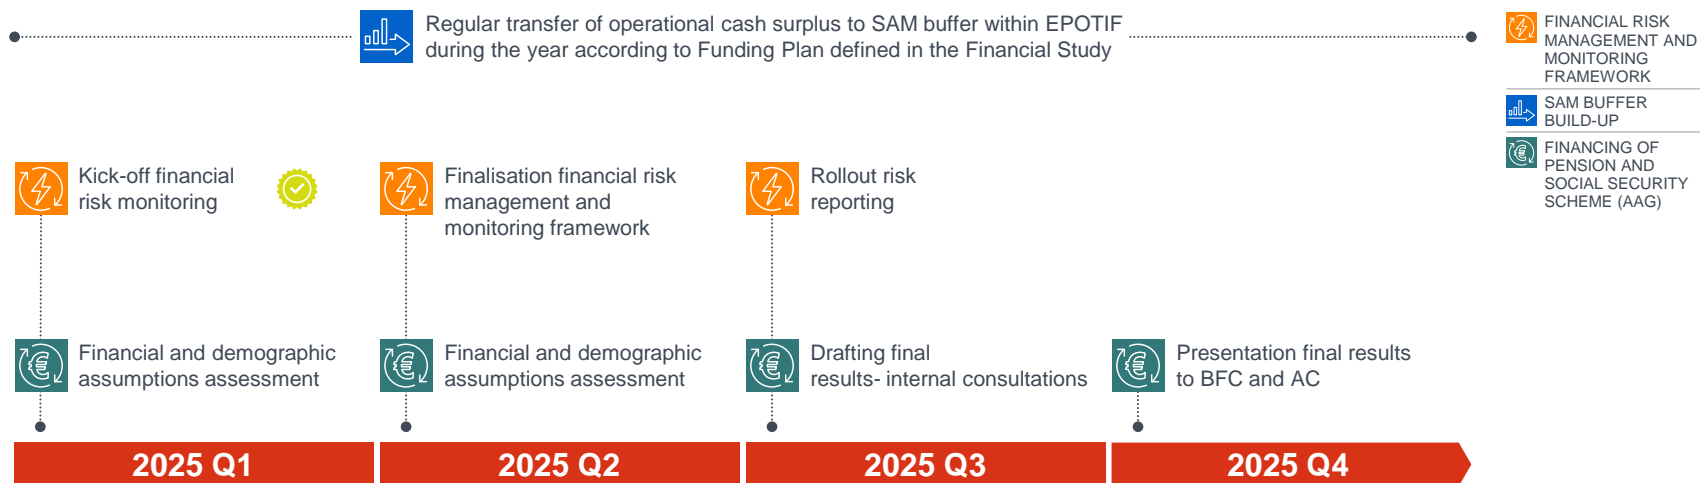 Regular transfer of operational cash surplus to SAM buffer within EPOTIF
during the year according to Funding Plan defined in the Financial Study
FINANCIAL RISK
MANAGEMENT AND
MONITORING
FRAMEWORK
SAM BUFFER
BUILD-UP
FINANCING OF
PENSION AND
SOCIAL SECURITY
SCHEME (AAG)
Kick-off financial
risk monitoring
Finalisation financial risk
management and
monitoring framework
Rollout risk
reporting
Financial and demographic
assumptions assessment
Financial and demographic
assumptions assessment
Drafting final
results- internal consultations
Presentation final results
to BFC and AC
2025 Q1
2025 Q2
2025 Q3
2025 Q4